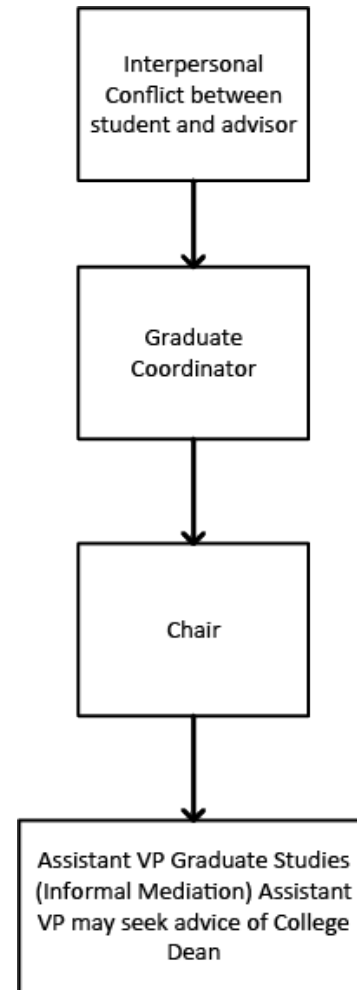 Interpersonal
Conflict between
student and advisor
Graduate
Coordinator
Chair
Assistant VP Graduate Studies
(Informal Mediation) Assistant
VP may seek advice of College
Dean